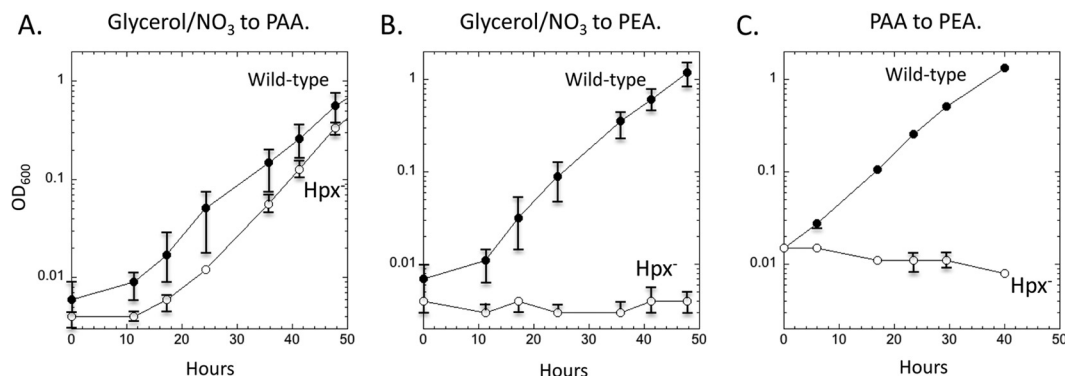 A.
Glycerol/NO₃ to PAA.
B.
Glycerol/NO₃ to PEA.
C.
PAA to PEA.
OD₆₀₀
1
0.1
0.01
Wild-type
Hpx⁻
0 10 20 30 40 50
Hours
1
0.1
0.01
Wild-type
Hpx⁻
0 10 20 30 40 50
Hours
1
0.1
0.01
Wild-type
Hpx⁻
0 10 20 30 40 50
Hours